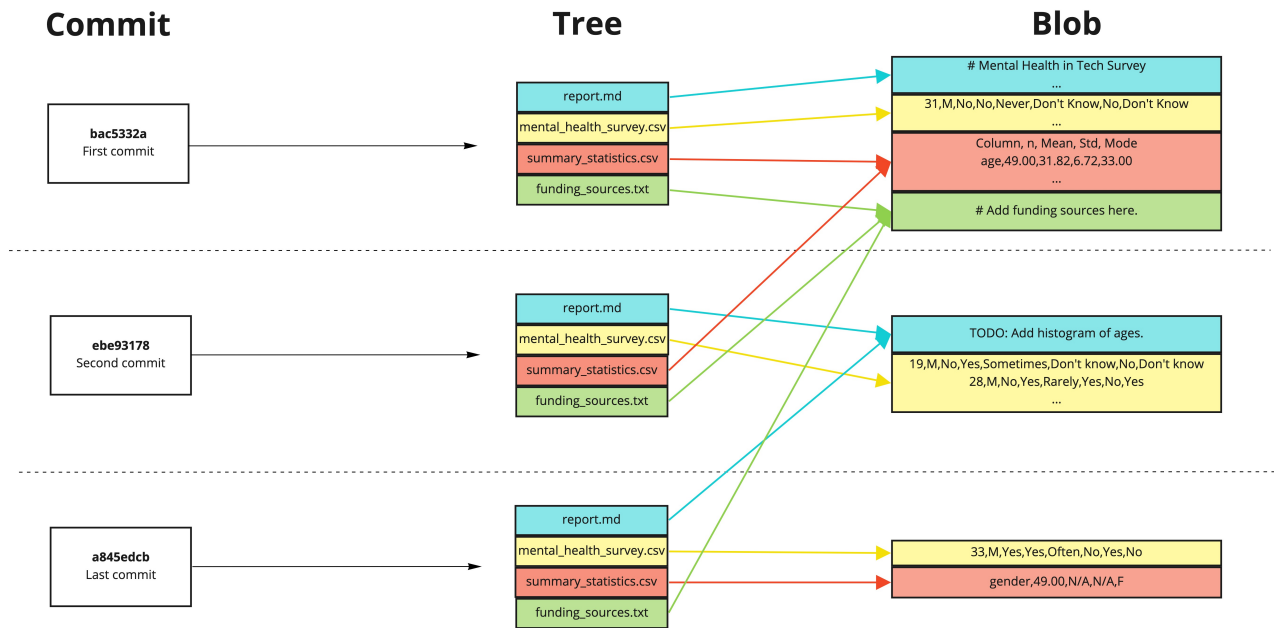 Commit
Tree
Blob
bac5332a
First commit
report.md
mental_health_survey.csv
summary_statistics.csv
funding_sources.txt
# Mental Health in Tech Survey
...
31,M,No,No,Never,Don't Know,No,Don't Know
...
Column, n, Mean, Std, Mode
age,49.00,31.82,6.72,33.00
...
# Add funding sources here.
ebe93178
Second commit
report.md
mental_health_survey.csv
summary_statistics.csv
funding_sources.txt
TODO: Add histogram of ages.
19,M,No,Yes,Sometimes,Don't know,No,Don't know
28,M,No,Yes,Rarely,Yes,No,Yes
...
a845edcb
Last commit
report.md
mental_health_survey.csv
summary_statistics.csv
funding_sources.txt
33,M,Yes,Yes,Often,No,Yes,No
gender,49.00,N/A,N/A,F